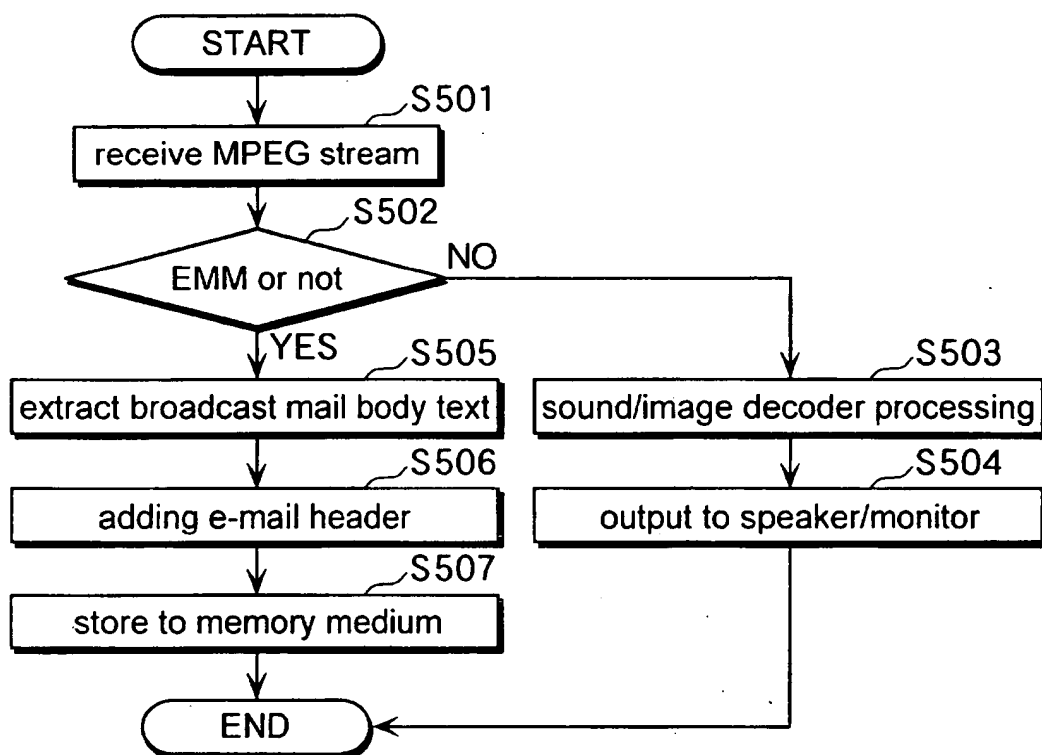 START
S501
receive MPEG stream
S502
EMM or not
NO
YES
S505
extract broadcast mail body text
S506
adding e-mail header
S507
store to memory medium
S503
sound/image decoder processing
S504
output to speaker/monitor
END